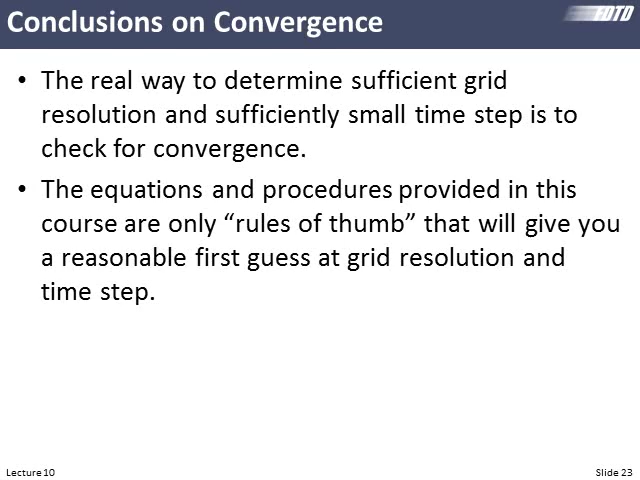 Conclusions on Convergence
FDTD
• The real way to determine sufficient grid
resolution and sufficiently small time step is to
check for convergence.
• The equations and procedures provided in this
course are only “rules of thumb” that will give you
a reasonable first guess at grid resolution and
time step.
Lecture 10
Slide 23